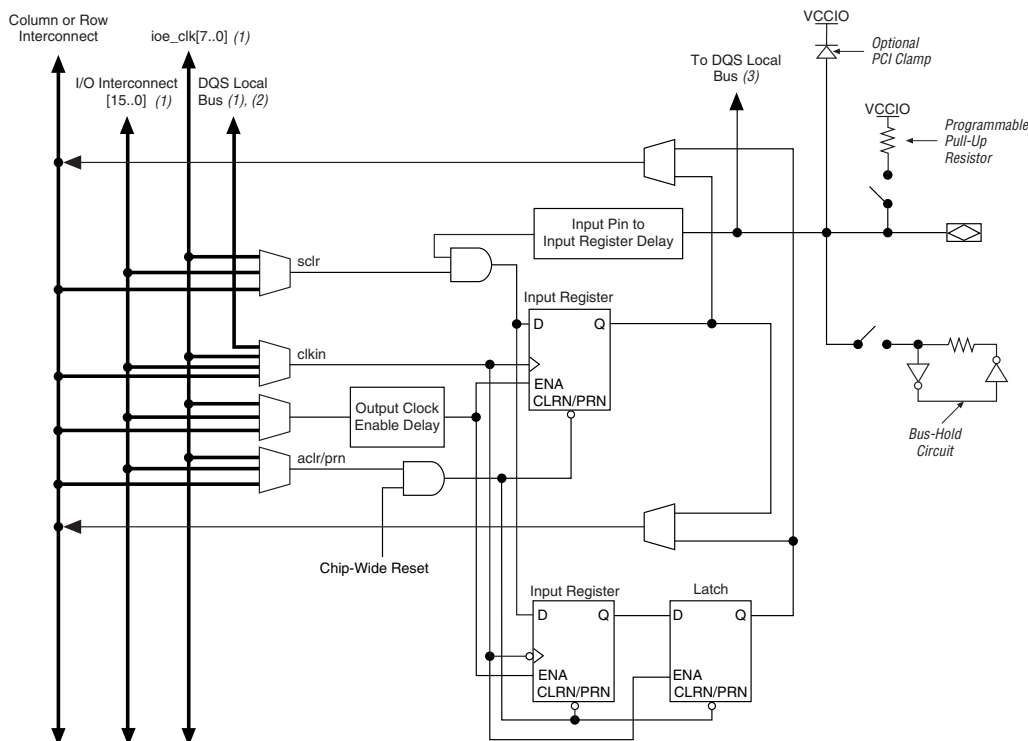 Column or Row
Interconnect
ioe_clk[7..0] (1)
I/O Interconnect
[15..0] (1)
DQS Local
Bus (1), (2)
To DQS Local
Bus (3)
VCCIO
Optional
PCI Clamp
VCCIO
Programmable
Pull-Up
Resistor
Input Pin to
Input Register Delay
sclr
Input Register
D Q
clkin
ENA
CLRN/PRN
Output Clock
Enable Delay
Bus-Hold
Circuit
aclr/prn
Chip-Wide Reset
Input Register
D Q
ENA
CLRN/PRN
Latch
D Q
ENA
CLRN/PRN